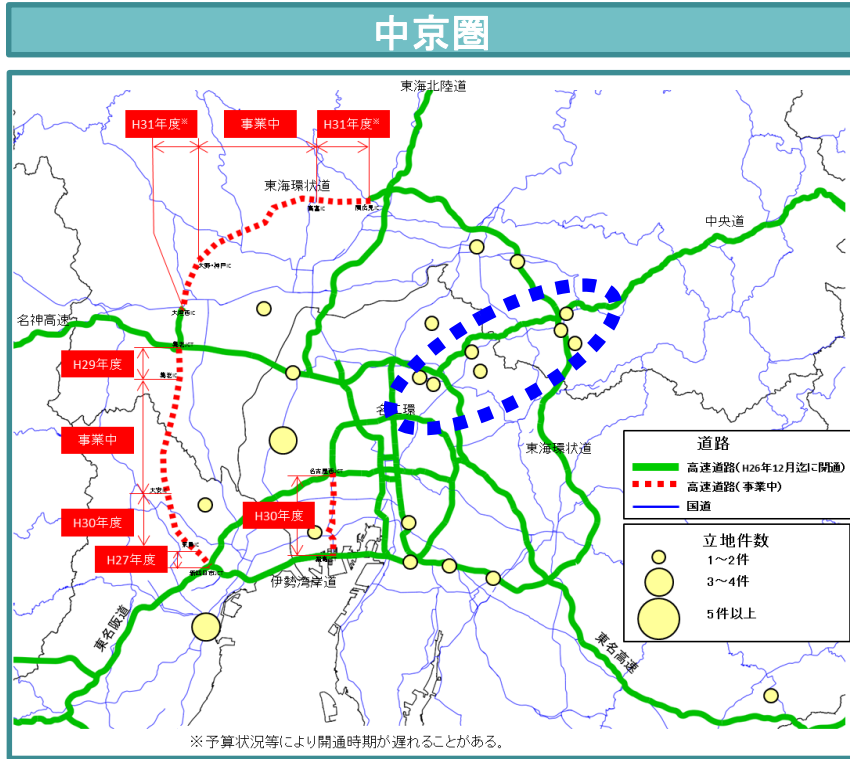 中京圏
東海北陸道
H31年度※
事業中
H31年度※
東海環状道
中央道
名神高速
H29年度
事業中
東海環状道
H30年度
H30年度
H27年度
伊勢湾岸道
東名阪道
東名高速
道路
高速道路(H26年12月迄に開通)
高速道路(事業中)
国道
立地件数
1～2件
3～4件
5件以上
※予算状況等により開通時期が遅れることがある。